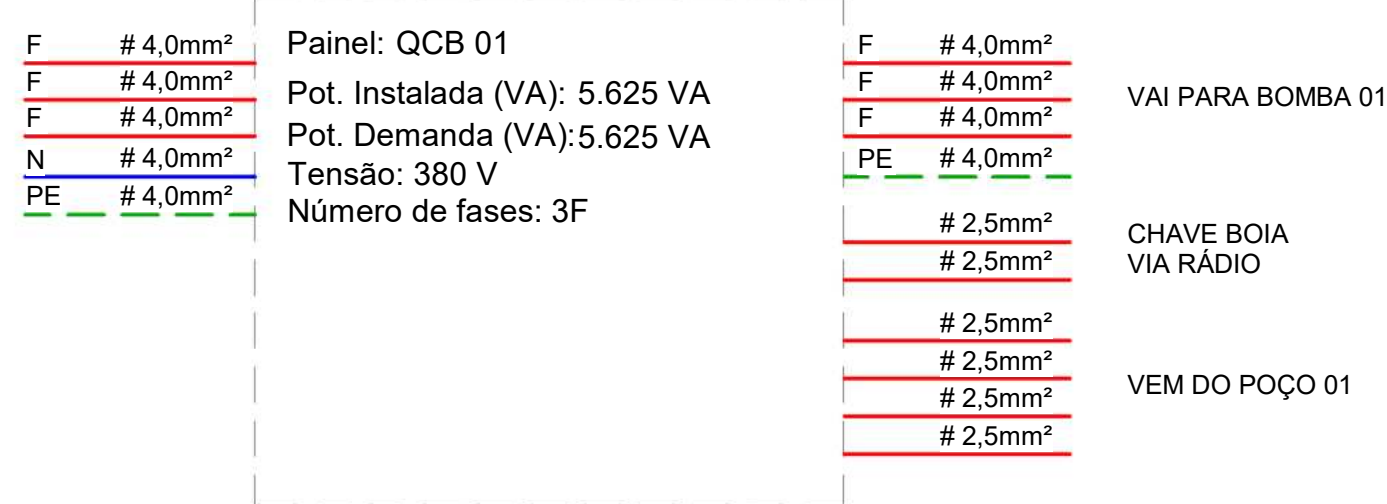 F # 4,0mm²
F # 4,0mm²
F # 4,0mm²
N # 4,0mm²
PE # 4,0mm²
Painel: QCB 01
Pot. Instalada (VA): 5.625 VA
Pot. Demanda (VA):5.625 VA
Tensão: 380 V
Número de fases: 3F
F # 4,0mm²
F # 4,0mm²
F # 4,0mm²
PE # 4,0mm²
VAI PARA BOMBA 01
# 2,5mm²
# 2,5mm²
CHAVE BOIA
VIA RÁDIO
# 2,5mm²
# 2,5mm²
# 2,5mm²
# 2,5mm²
VEM DO POÇO 01